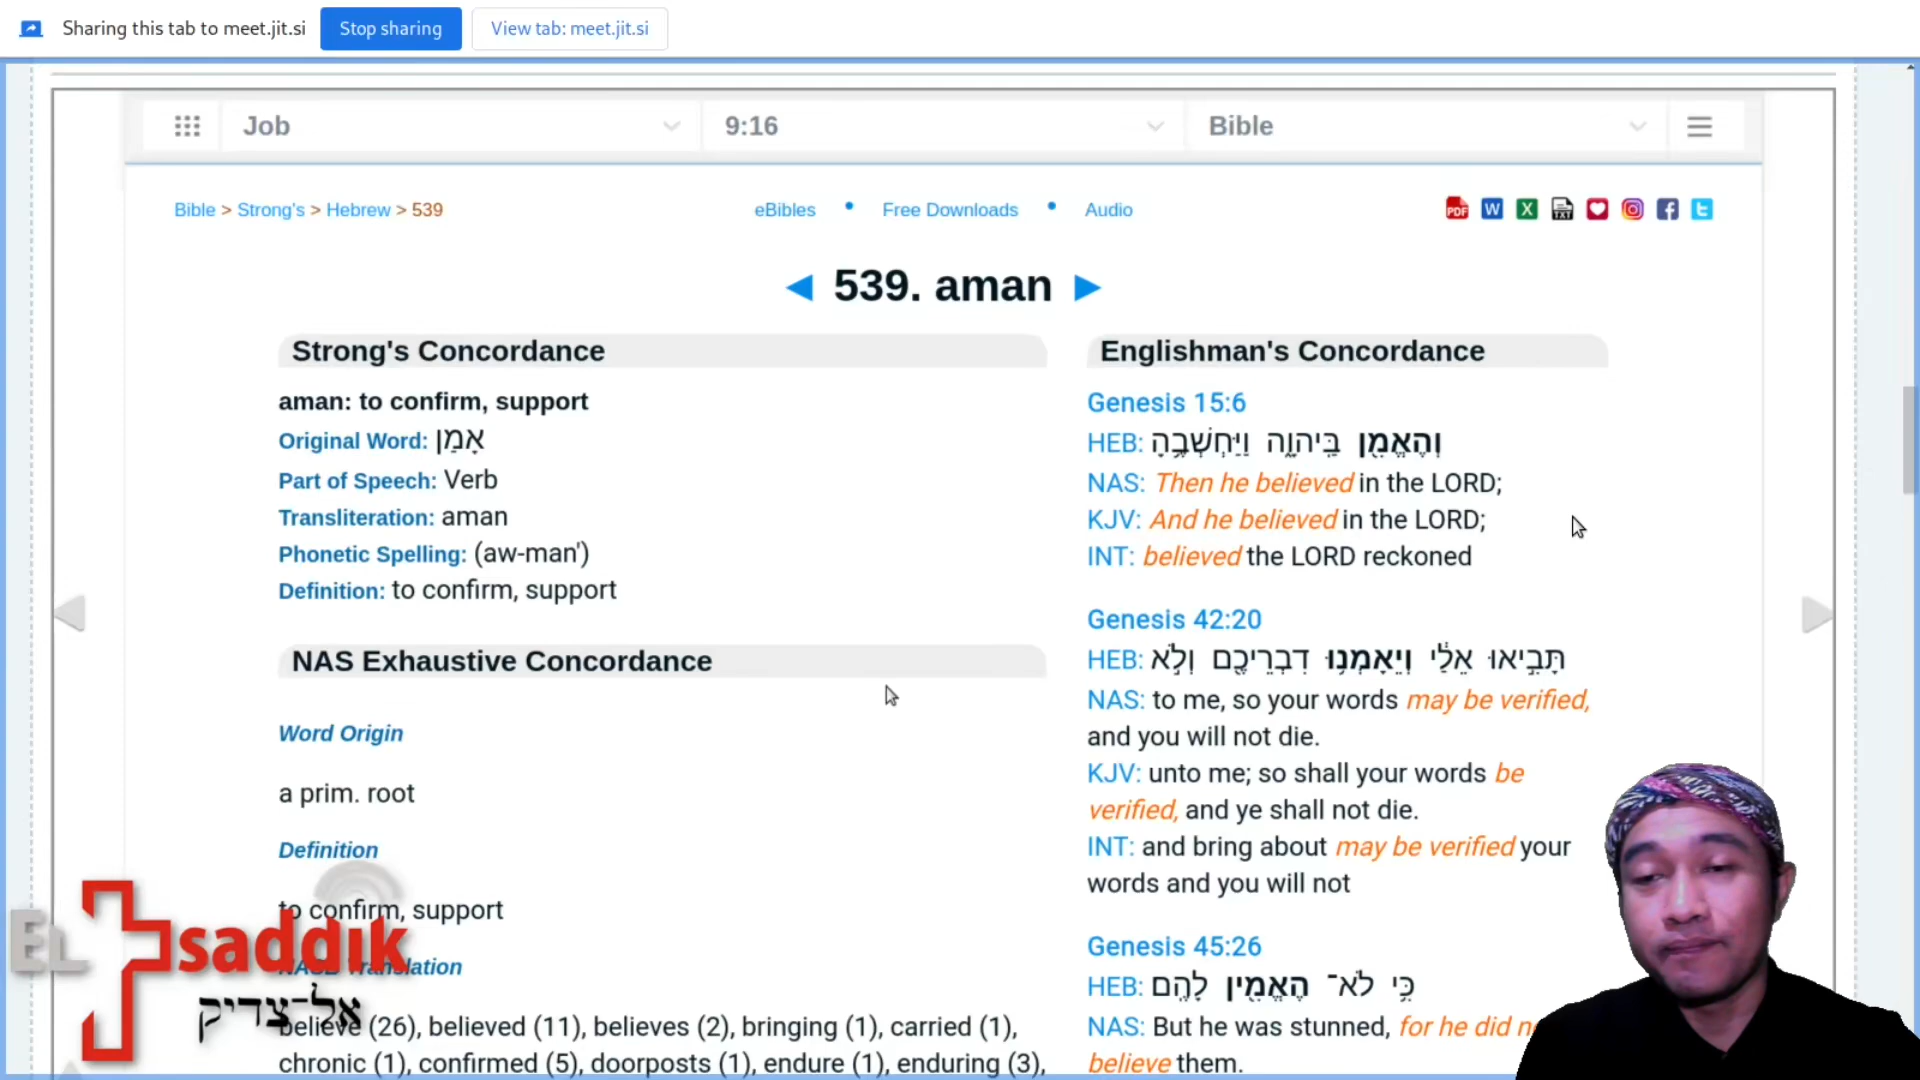 Sharing this tab to meet.jit.si
Stop sharing
View tab: meet.jit.si
Job
9:16
Bible
Bible > Strong's > Hebrew > 539
eBibles • Free Downloads • Audio
◄ 539. aman ►
Strong's Concordance
aman: to confirm, support
Original Word: אָמַן
Part of Speech: Verb
Transliteration: aman
Phonetic Spelling: (aw-man')
Definition: to confirm, support
NAS Exhaustive Concordance
Word Origin
a prim. root
Definition
to confirm, support
NASB Translation
believe (26), believed (11), believes (2), bringing (1), carried (1),
chronic (1), confirmed (5), doorposts (1), endure (1), enduring (3),
Englishman's Concordance
Genesis 15:6
HEB: וְהֶאֱמִ֖ן בַּֽיהוָ֑ה וַיַּחְשְׁבֶ֥הָ
NAS: Then he believed in the LORD;
KJV: And he believed in the LORD;
INT: believed the LORD reckoned
Genesis 42:20
HEB: תָּבִ֣יאוּ אֵלַ֔י וְיֵאָמְנ֥וּ דִבְרֵיכֶ֖ם וְלֹ֣א
NAS: to me, so your words may be verified,
and you will not die.
KJV: unto me; so shall your words be
verified, and ye shall not die.
INT: and bring about may be verified your
words and you will not
Genesis 45:26
HEB: כִּ֥י לֹא־ הֶאֱמִ֖ין לָהֶֽם
NAS: But he was stunned, for he did
believe them.
EL saddik
אל־צדיק